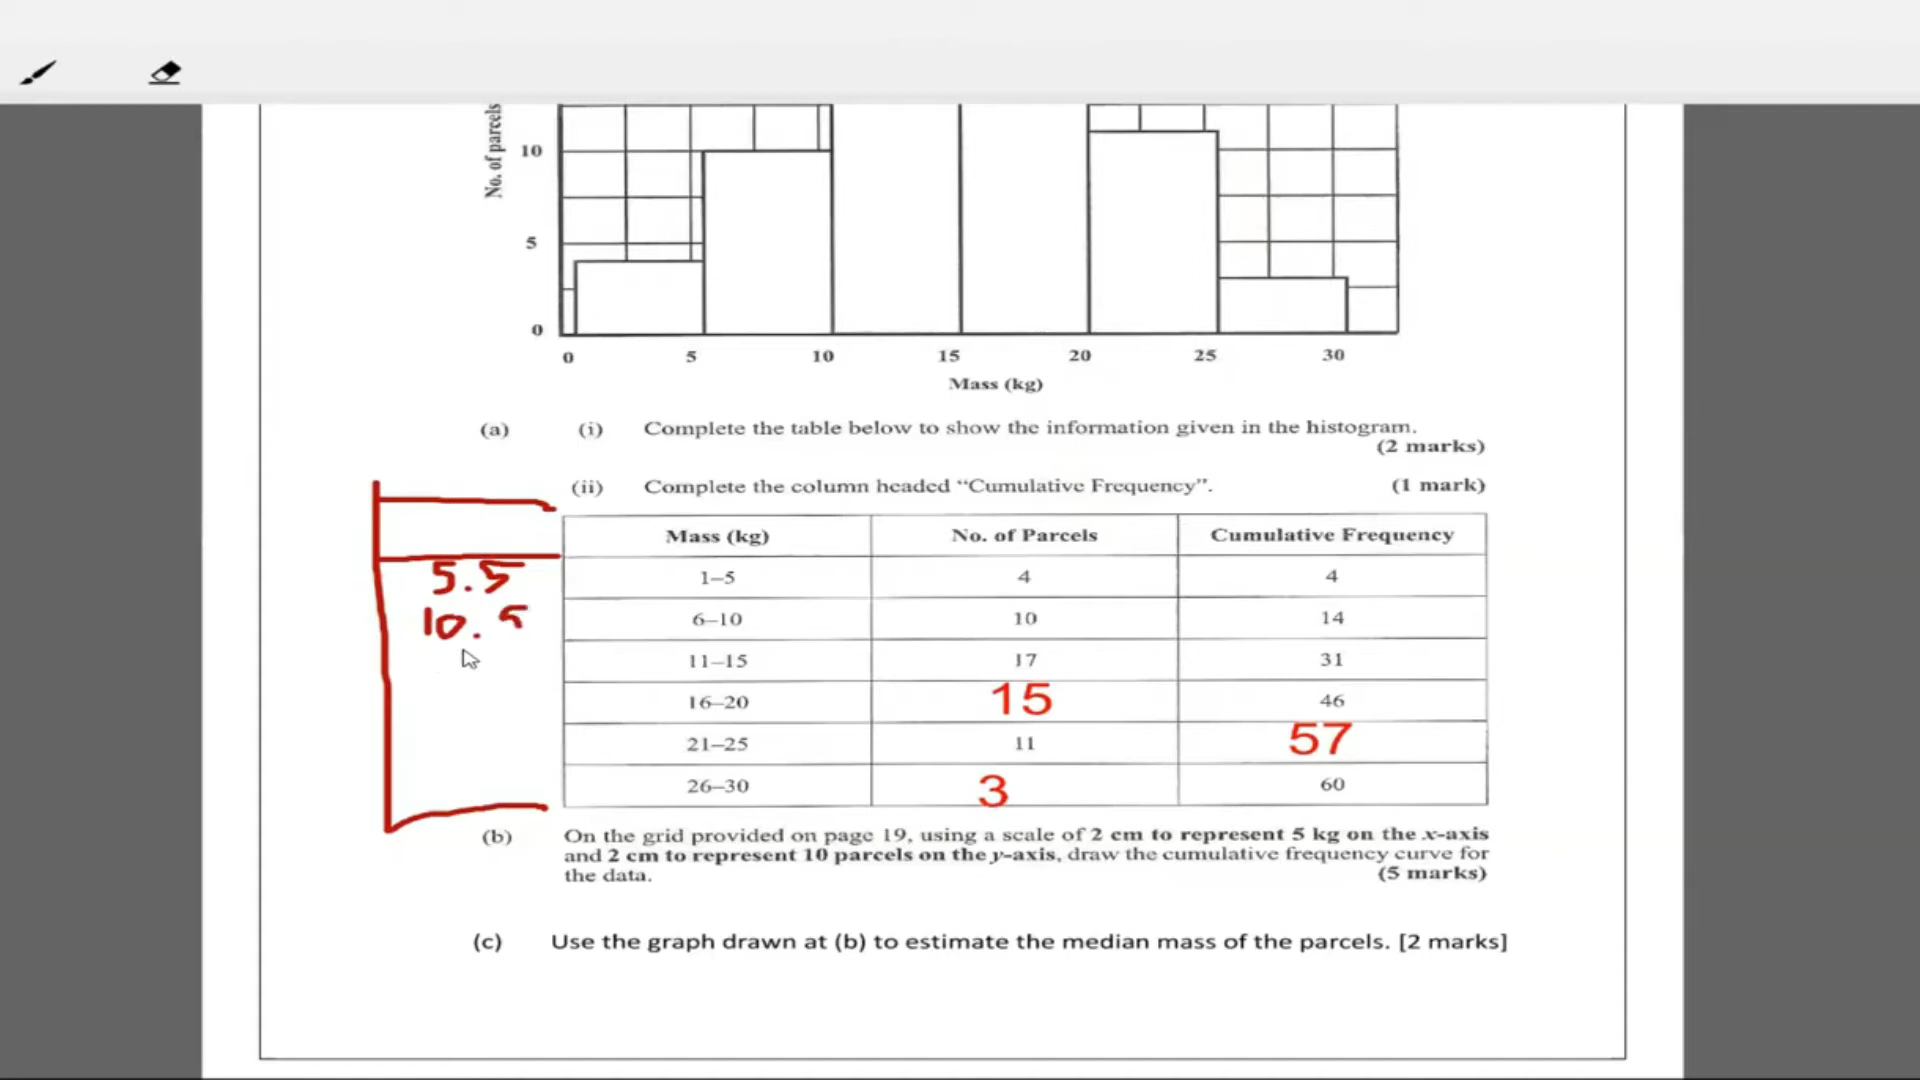 No. of parcels
10
5
0
0 5 10 15 20 25 30
Mass (kg)
(a) (i) Complete the table below to show the information given in the histogram.
(2 marks)
(ii) Complete the column headed “Cumulative Frequency”. (1 mark)
Mass (kg) No. of Parcels Cumulative Frequency
5.5 1–5 4 4
10.5 6–10 10 14
11–15 17 31
16–20 15 46
21–25 11 57
26–30 3 60
(b) On the grid provided on page 19, using a scale of 2 cm to represent 5 kg on the x-axis
and 2 cm to represent 10 parcels on the y-axis, draw the cumulative frequency curve for
the data. (5 marks)
(c) Use the graph drawn at (b) to estimate the median mass of the parcels. [2 marks]